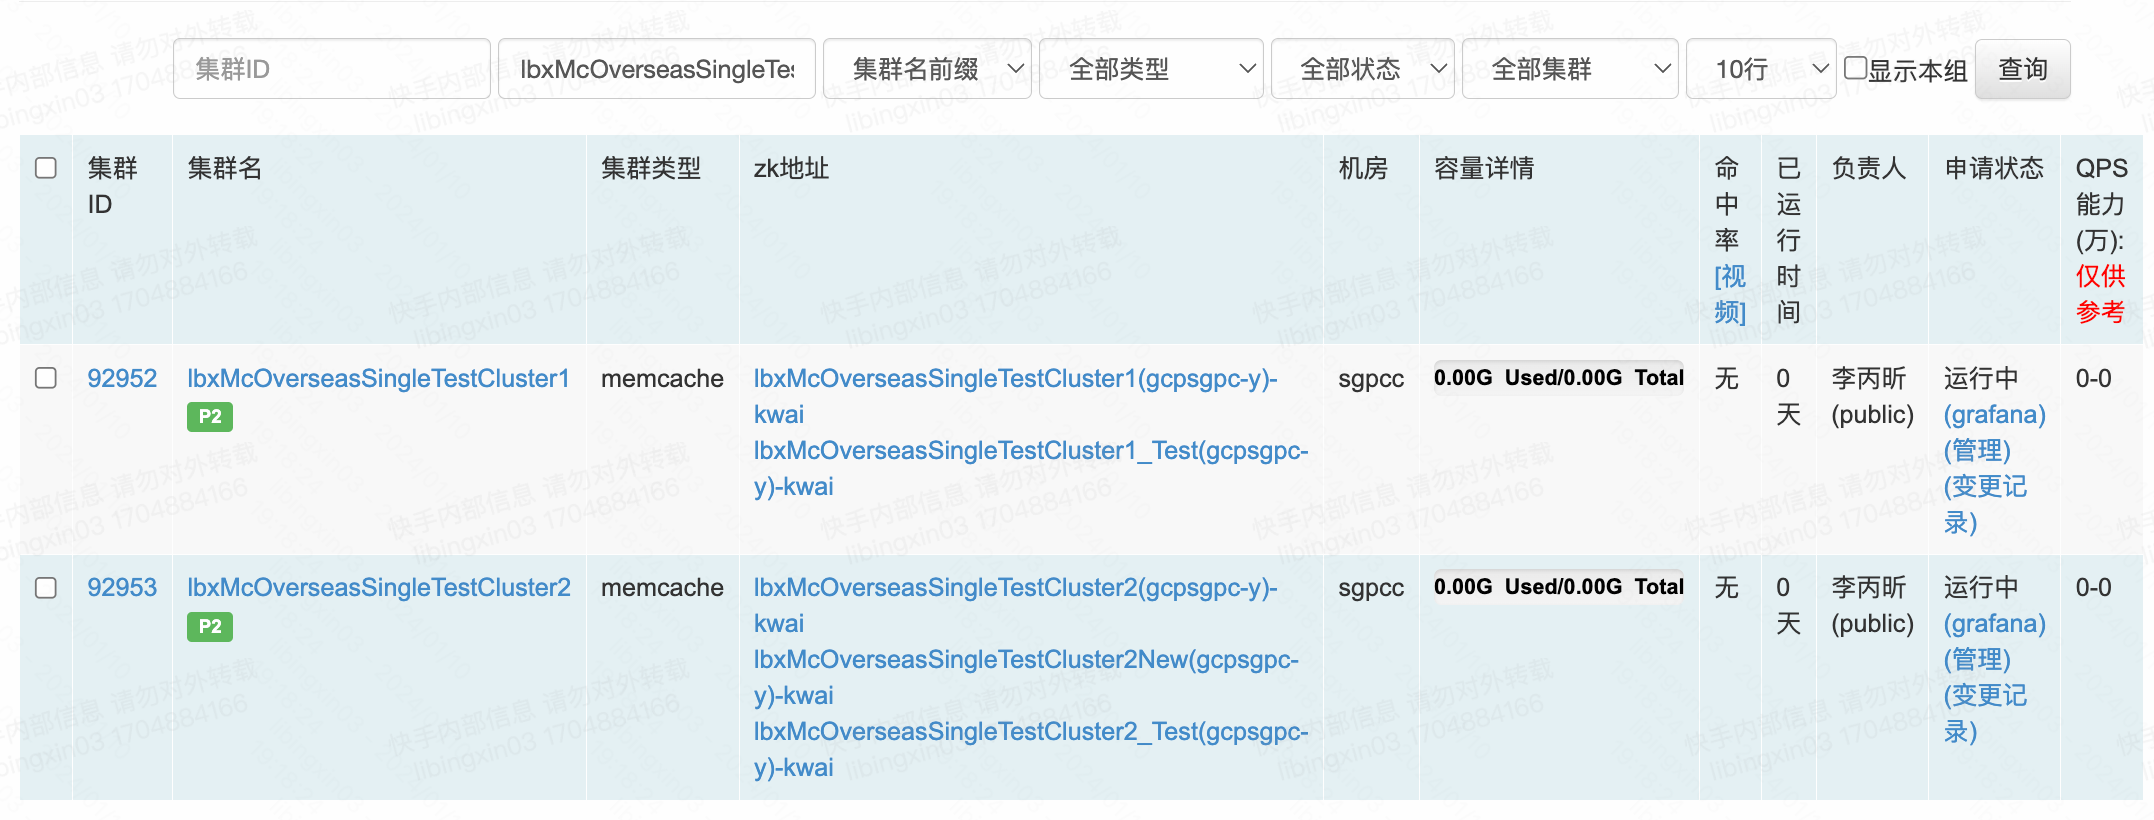 集群ID lbxMcOverseasSingleTes 集群名前缀 全部类型 全部状态 全部集群 10行 显示本组 查询
集群ID 集群名 集群类型 zk地址 机房 容量详情 命中率[视频] 已运行时间 负责人 申请状态 QPS能力(万):仅供参考
92952 lbxMcOverseasSingleTestCluster1 memcache lbxMcOverseasSingleTestCluster1(gcpsgpc-y)- sgpcc 0.00G Used/0.00G Total 无 0 李丙昕 运行中 0-0
P2 kwai 天 (public) (grafana)
lbxMcOverseasSingleTestCluster1_Test(gcpsgpc- (管理)
y)-kwai (变更记
录)
92953 lbxMcOverseasSingleTestCluster2 memcache lbxMcOverseasSingleTestCluster2(gcpsgpc-y)- sgpcc 0.00G Used/0.00G Total 无 0 李丙昕 运行中 0-0
P2 kwai 天 (public) (grafana)
lbxMcOverseasSingleTestCluster2New(gcpsgpc- (管理)
y)-kwai (变更记
lbxMcOverseasSingleTestCluster2_Test(gcpsgpc- 录)
y)-kwai
快手内部信息 请勿对外转载
libingxin03 1704884166